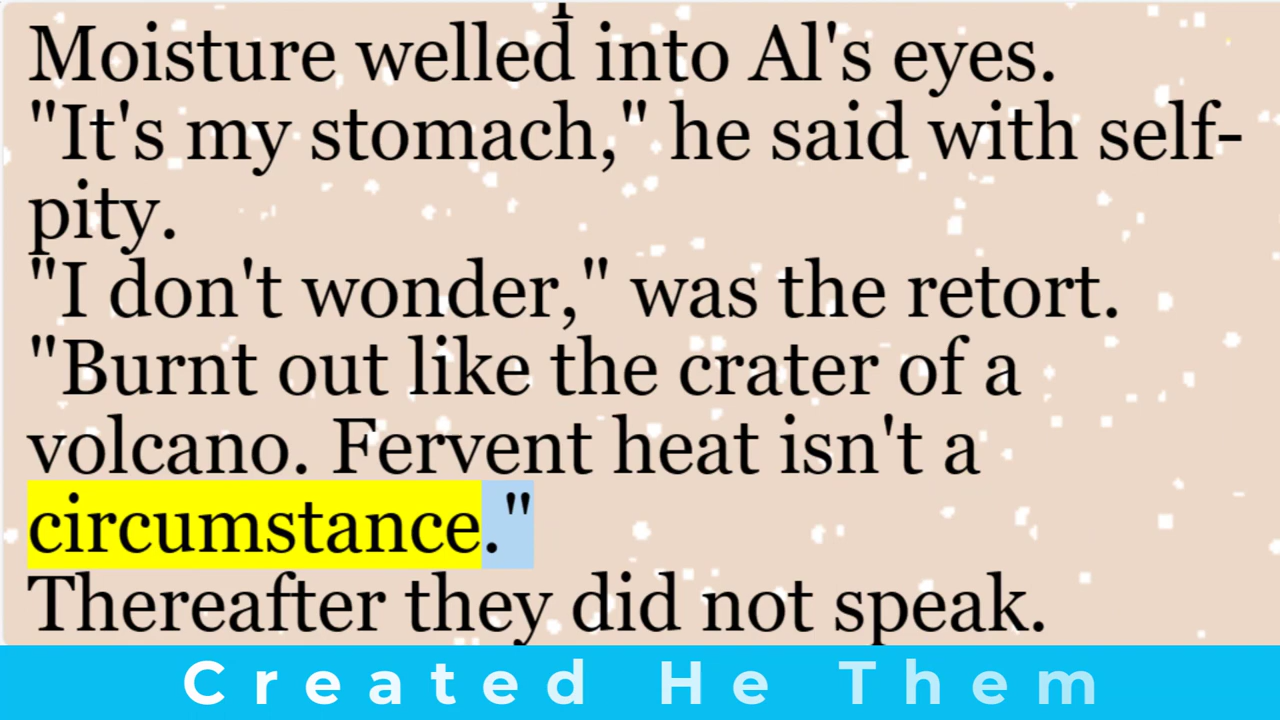 Moisture welled into Al's eyes.
"It's my stomach," he said with self-
pity.
"I don't wonder," was the retort.
"Burnt out like the crater of a
volcano. Fervent heat isn't a
circumstance."
Thereafter they did not speak.
Created He Them